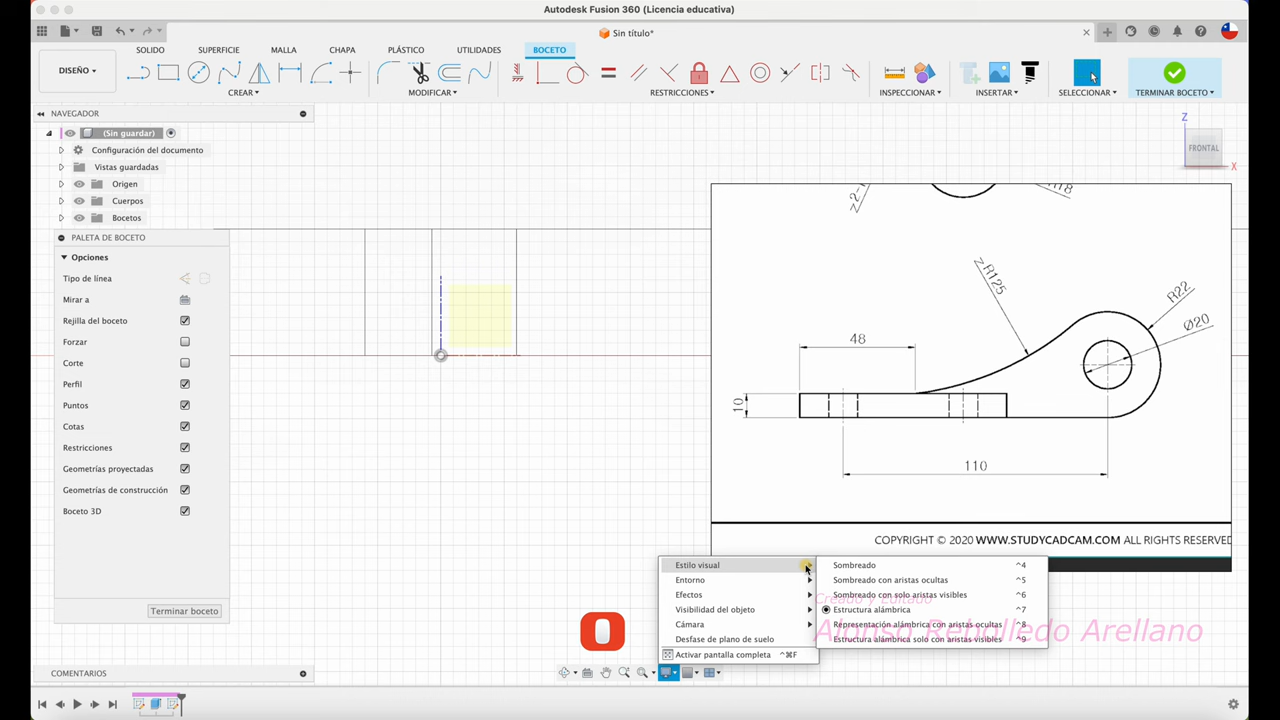 Autodesk Fusion 360 (Licencia educativa)
Sin título*
SOLIDO SUPERFICIE MALLA CHAPA PLÁSTICO UTILIDADES BOCETO
DISEÑO
CREAR MODIFICAR RESTRICCIONES INSPECCIONAR INSERTAR SELECCIONAR TERMINAR BOCETO
NAVEGADOR
(Sin guardar)
Configuración del documento
Vistas guardadas
Origen
Cuerpos
Bocetos
Z
FRONTAL
X
PALETA DE BOCETO
Opciones
Tipo de línea
Mirar a
Rejilla del boceto
Forzar
Corte
Perfil
Puntos
Cotas
Restricciones
Geometrías proyectadas
Geometrías de construcción
Boceto 3D
Terminar boceto
R125
R22
Ø20
48
10
110
COPYRIGHT © 2020 WWW.STUDYCADCAM.COM ALL RIGHTS RESERVED
Estilo visual
Entorno
Efectos
Visibilidad del objeto
Cámara
Desfase de plano de suelo
Activar pantalla completa ^⌘F
Sombreado ^4
Sombreado con aristas ocultas ^5
Sombreado con solo aristas visibles ^6
Estructura alámbrica ^7
Representación alámbrica con aristas ocultas ^8
Estructura alámbrica solo con aristas visibles ^9
Creado y Editado
Alonso Rebolledo Arellano
COMENTARIOS